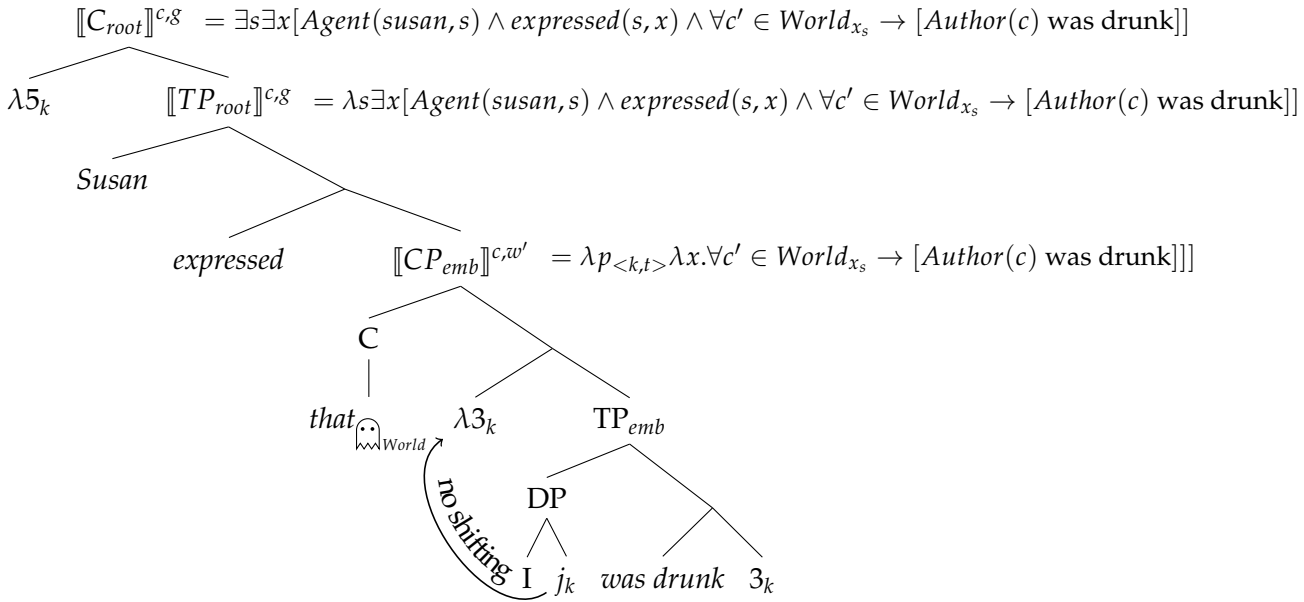 ⟦C_root⟧^{c,g} = ∃s∃x[Agent(susan, s) ∧ expressed(s, x) ∧ ∀c′ ∈ World_{x_s} → [Author(c) was drunk]]
λ5_k ⟦TP_root⟧^{c,g} = λs∃x[Agent(susan, s) ∧ expressed(s, x) ∧ ∀c′ ∈ World_{x_s} → [Author(c) was drunk]]
Susan
expressed ⟦CP_emb⟧^{c,w′} = λp_{<k,t>}λx.∀c′ ∈ World_{x_s} → [Author(c) was drunk]]]
C
that_{World} λ3_k TP_emb
no shifting
DP
I j_k was drunk 3_k